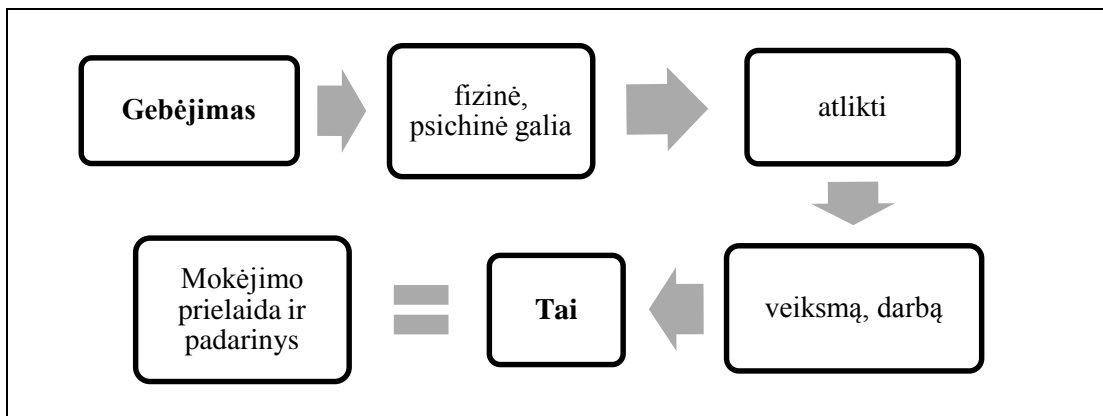 Gebėjimas
fizinė,
psichinė galia
atlikti
veiksmą, darbą
Tai
Mokėjimo
prielaida ir
padarinys